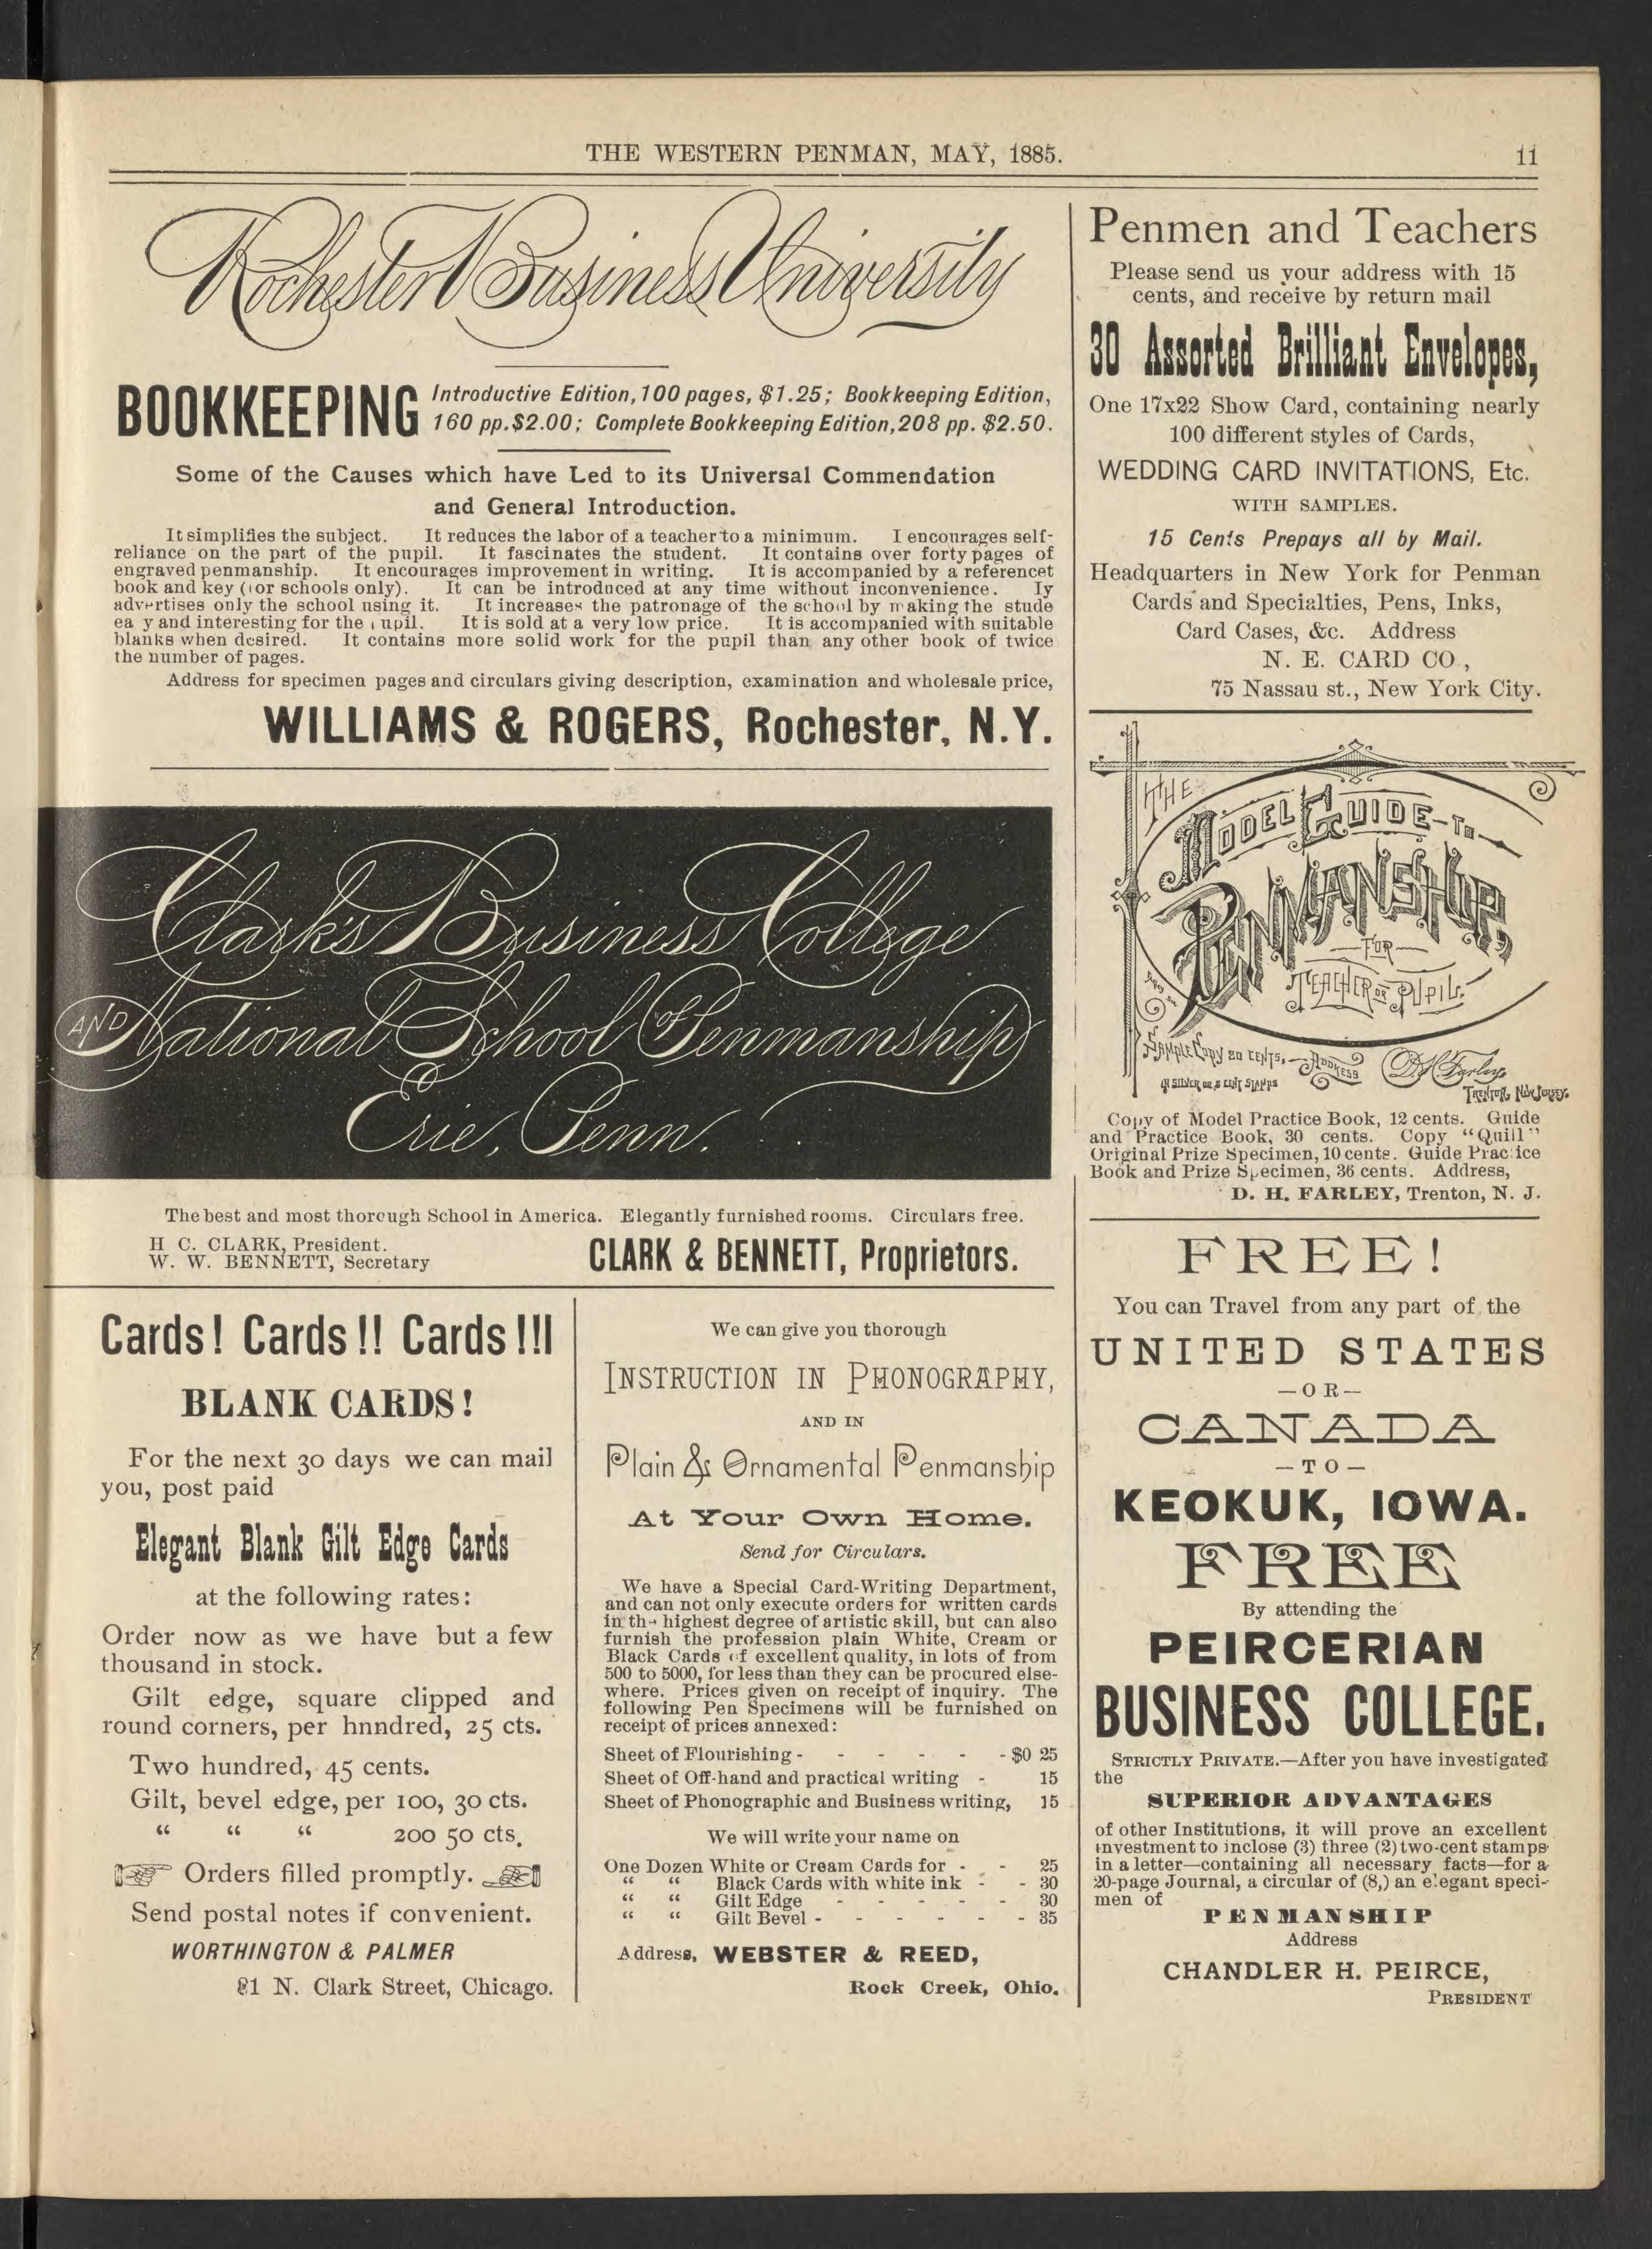 THE WESTERN PENMAN, MAY, 1885.
11
Rochester Business University
BOOKKEEPING
Introductive Edition, 100 pages, $1.25; Bookkeeping Edition,
160 pp. $2.00; Complete Bookkeeping Edition, 208 pp. $2.50.
Some of the Causes which have Led to its Universal Commendation
and General Introduction.
It simplifies the subject. It reduces the labor of a teacher to a minimum. I encourages self-
reliance on the part of the pupil. It fascinates the student. It contains over forty pages of
engraved penmanship. It encourages improvement in writing. It is accompanied by a referencet
book and key (or schools only). It can be introduced at any time without inconvenience. Iy
advertises only the school using it. It increases the patronage of the school by making the stude
ea y and interesting for the upil. It is sold at a very low price. It is accompanied with suitable
blanks when desired. It contains more solid work for the pupil than any other book of twice
the number of pages.
Address for specimen pages and circulars giving description, examination and wholesale price,
WILLIAMS & ROGERS, Rochester, N.Y.
Clark's Business College
AND National School of Penmanship
Erie, Penn.
The best and most thorough School in America. Elegantly furnished rooms. Circulars free.
H C. CLARK, President.
W. W. BENNETT, Secretary
CLARK & BENNETT, Proprietors.
Cards! Cards!! Cards!!!
BLANK CARDS!
For the next 30 days we can mail
you, post paid
Elegant Blank Gilt Edge Cards
at the following rates:
Order now as we have but a few
thousand in stock.
Gilt edge, square clipped and
round corners, per hnndred, 25 cts.
Two hundred, 45 cents.
Gilt, bevel edge, per 100, 30 cts.
“ “ “ 200 50 cts.
Orders filled promptly.
Send postal notes if convenient.
WORTHINGTON & PALMER
81 N. Clark Street, Chicago.
We can give you thorough
INSTRUCTION IN PHONOGRAPHY,
AND IN
Plain & Ornamental Penmanship
At Your Own Home.
Send for Circulars.
We have a Special Card-Writing Department,
and can not only execute orders for written cards
in the highest degree of artistic skill, but can also
furnish the profession plain White, Cream or
Black Cards of excellent quality, in lots of from
500 to 5000, for less than they can be procured else-
where. Prices given on receipt of inquiry. The
following Pen Specimens will be furnished on
receipt of prices annexed:
Sheet of Flourishing - - - - - - $0 25
Sheet of Off-hand and practical writing - 15
Sheet of Phonographic and Business writing, 15
We will write your name on
One Dozen White or Cream Cards for - - 25
“ “ Black Cards with white ink - - 30
“ “ Gilt Edge - - - - - 30
“ “ Gilt Bevel - - - - - - 35
Address, WEBSTER & REED,
Rock Creek, Ohio.
Penmen and Teachers
Please send us your address with 15
cents, and receive by return mail
30 Assorted Brilliant Envelopes,
One 17x22 Show Card, containing nearly
100 different styles of Cards,
WEDDING CARD INVITATIONS, Etc.
WITH SAMPLES.
15 Cents Prepays all by Mail.
Headquarters in New York for Penman
Cards and Specialties, Pens, Inks,
Card Cases, &c. Address
N. E. CARD CO,
75 Nassau st., New York City.
THE
MODEL GUIDE TO
PENMANSHIP,
FOR
TEACHER OR PUPIL.
SAMPLE COPY 20 CENTS, ADDRESS D. H. Farley,
IN SILVER OR 2 CENT STAMPS
TRENTON, NEW JERSEY.
Copy of Model Practice Book, 12 cents. Guide
and Practice Book, 30 cents. Copy “Quill”
Original Prize Specimen, 10 cents. Guide Practice
Book and Prize Specimen, 36 cents. Address,
D. H. FARLEY, Trenton, N. J.
FREE!
You can Travel from any part of the
UNITED STATES
—OR—
CANADA
—TO—
KEOKUK, IOWA.
FREE
By attending the
PEIRCERIAN
BUSINESS COLLEGE.
STRICTLY PRIVATE.—After you have investigated
the
SUPERIOR ADVANTAGES
of other Institutions, it will prove an excellent
investment to inclose (3) three (2) two-cent stamps
in a letter—containing all necessary facts—for a
20-page Journal, a circular of (8,) an elegant speci-
men of
PENMANSHIP
Address
CHANDLER H. PEIRCE,
PRESIDENT